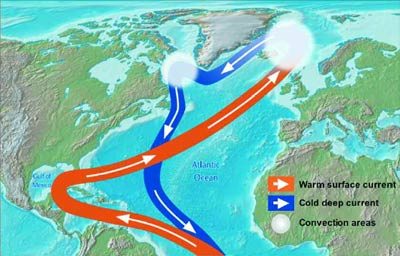 Gulf of
Mexico
Atlantic
Ocean
Warm surface current
Cold deep current
Convection areas